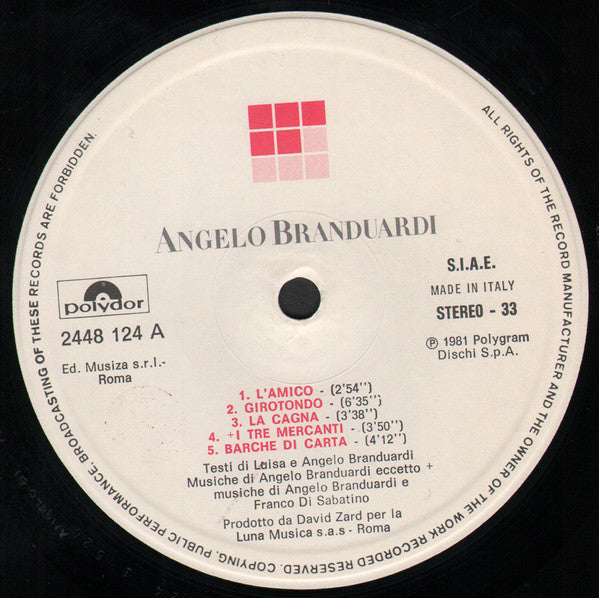 ANGELO BRANDUARDI
polydor
2448 124 A
Ed. Musiza s.r.l.-
Roma
S.I.A.E.
MADE IN ITALY
STEREO - 33
℗ 1981 Polygram
Dischi S.p.A.
1. L'AMICO - (2'54'')
2. GIROTONDO - (6'35'')
3. LA CAGNA - (3'38'')
4. +I TRE MERCANTI - (3'50'')
5. BARCHE DI CARTA - (4'12'')
Testi di Laisa e Angelo Branduardi
Musiche di Angelo Branduardi eccetto +
musiche di Angelo Branduardi e
Franco Di Sabatino
Prodotto da David Zard per la
Luna Musica s.a.s - Roma
ALL RIGHTS OF THE RECORD MANUFACTURER AND THE OWNER OF THE WORK RECORDED RESERVED. COPYING. PUBLIC PERFORMANCE. BROADCASTING OF THESE RECORDS ARE FORBIDDEN.